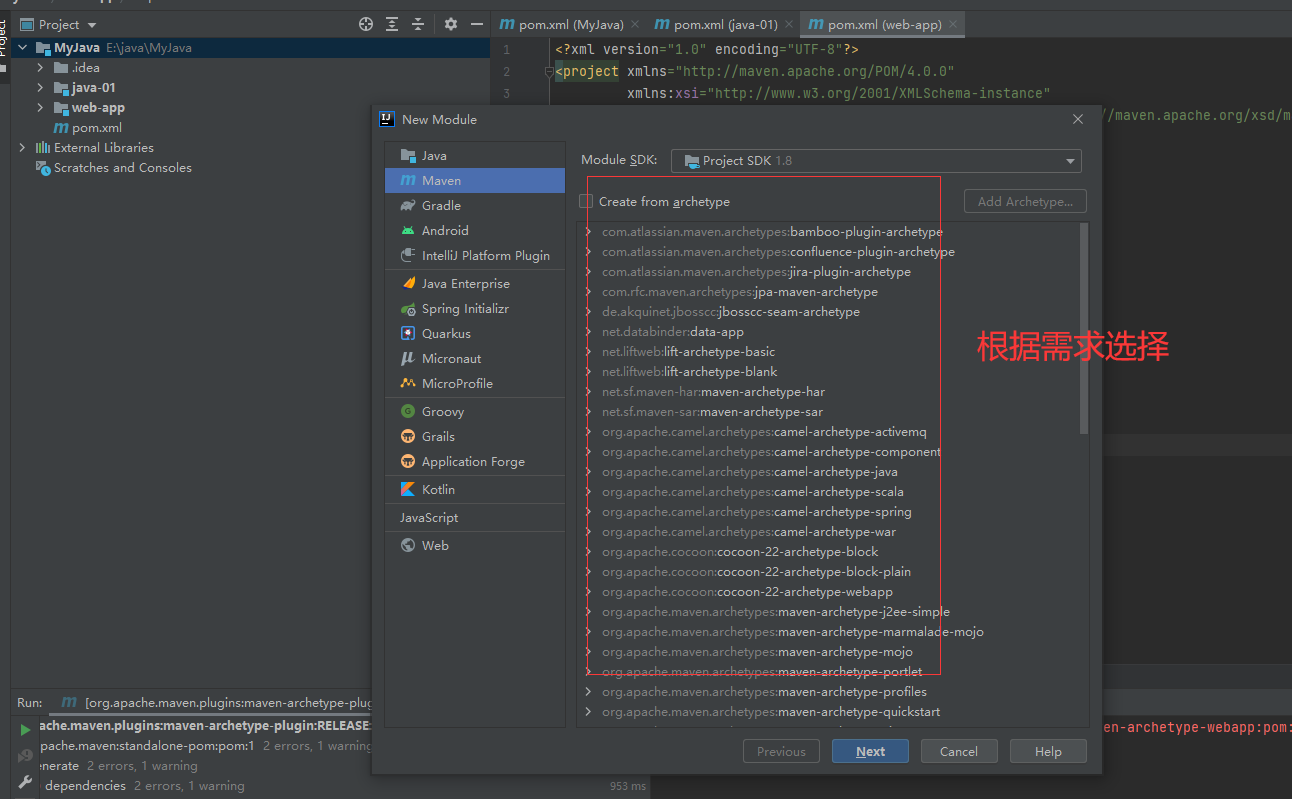 Project
pom.xml (MyJava)
pom.xml (java-01)
pom.xml (web-app)
MyJava E:\java\MyJava
.idea
java-01
web-app
pom.xml
External Libraries
Scratches and Consoles
1 <?xml version="1.0" encoding="UTF-8"?>
2 <project xmlns="http://maven.apache.org/POM/4.0.0"
3 xmlns:xsi="http://www.w3.org/2001/XMLSchema-instance"
//maven.apache.org/xsd/m
New Module
Java
Maven
Gradle
Android
IntelliJ Platform Plugin
Java Enterprise
Spring Initializr
Quarkus
Micronaut
MicroProfile
Groovy
Grails
Application Forge
Kotlin
JavaScript
Web
Module SDK: Project SDK 1.8
Create from archetype
Add Archetype...
com.atlassian.maven.archetypes:bamboo-plugin-archetype
com.atlassian.maven.archetypes:confluence-plugin-archetype
com.atlassian.maven.archetypes:jira-plugin-archetype
com.rfc.maven.archetypes:jpa-maven-archetype
de.akquinet.jbosscc:jbosscc-seam-archetype
net.databinder:data-app
net.liftweb:lift-archetype-basic
net.liftweb:lift-archetype-blank
net.sf.maven-har:maven-archetype-har
net.sf.maven-sar:maven-archetype-sar
org.apache.camel.archetypes:camel-archetype-activemq
org.apache.camel.archetypes:camel-archetype-component
org.apache.camel.archetypes:camel-archetype-java
org.apache.camel.archetypes:camel-archetype-scala
org.apache.camel.archetypes:camel-archetype-spring
org.apache.camel.archetypes:camel-archetype-war
org.apache.cocoon:cocoon-22-archetype-block
org.apache.cocoon:cocoon-22-archetype-block-plain
org.apache.cocoon:cocoon-22-archetype-webapp
org.apache.maven.archetypes:maven-archetype-j2ee-simple
org.apache.maven.archetypes:maven-archetype-marmalade-mojo
org.apache.maven.archetypes:maven-archetype-mojo
org.apache.maven.archetypes:maven-archetype-portlet
org.apache.maven.archetypes:maven-archetype-profiles
org.apache.maven.archetypes:maven-archetype-quickstart
根据需求选择
Previous
Next
Cancel
Help
Run: [org.apache.maven.plugins:maven-archetype-plug
ache.maven.plugins:maven-archetype-plugin:RELEASE:
pache.maven:standalone-pom:pom:1 2 errors, 1 warning
enerate 2 errors, 1 warning
dependencies 2 errors, 1 warning
953 ms
en-archetype-webapp:pom: